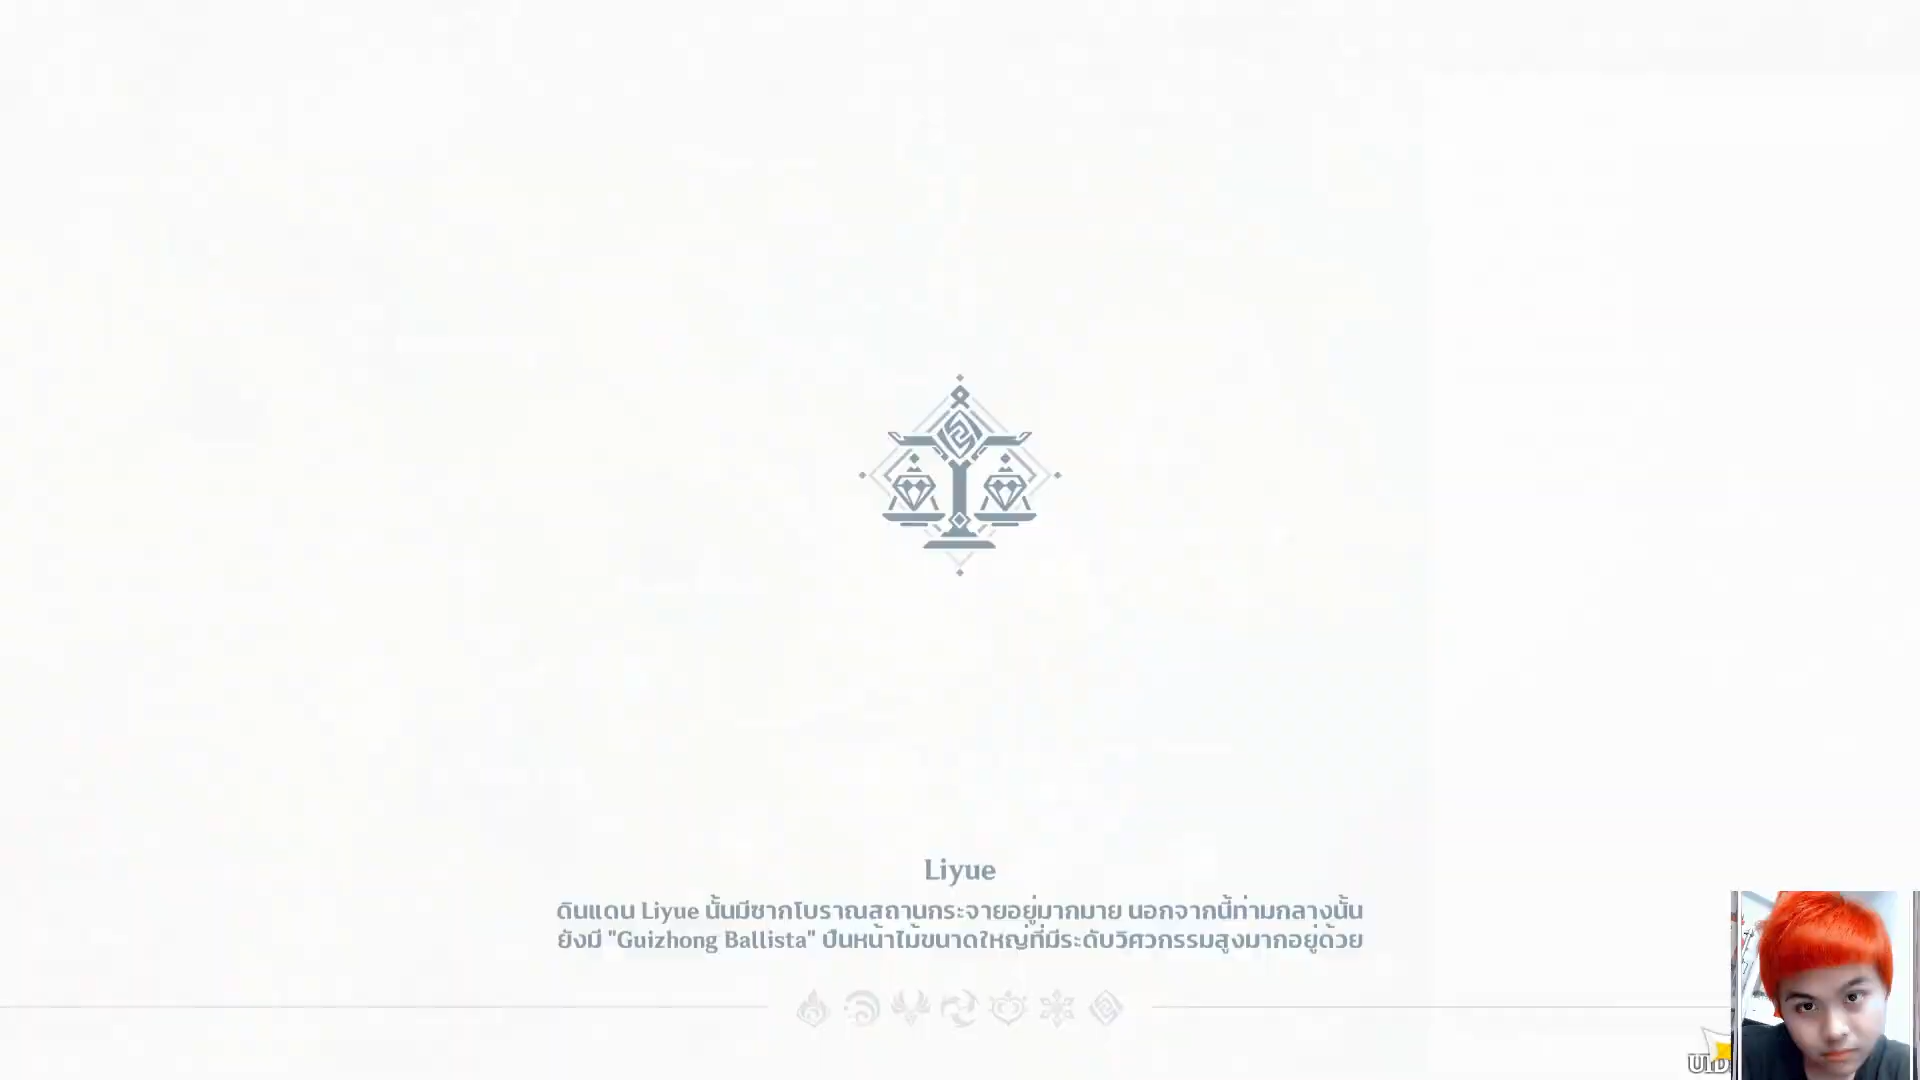 Liyue
ดินแดน Liyue นั้นมีซากโบราณสถานกระจายอยู่มากมาย นอกจากนี้ท่ามกลางนั้น
ยังมี "Guizhong Ballista" ปืนหน้าไม้ขนาดใหญ่ที่มีระดับวิศวกรรมสูงมากอยู่ด้วย
UID